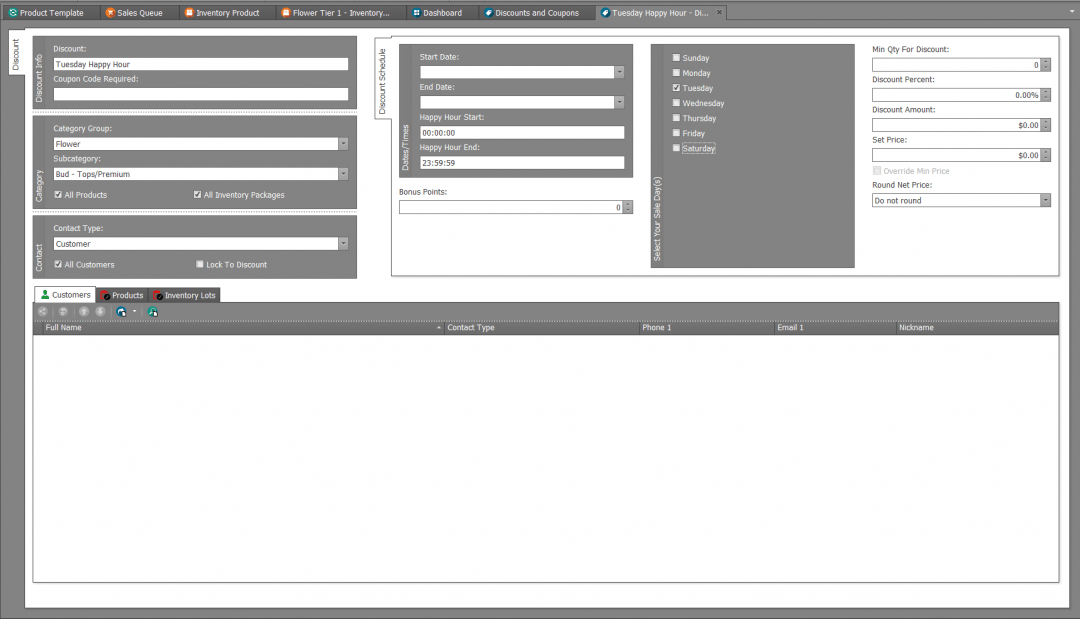 Product Template
Sales Queue
Inventory Product
Flower Tier 1 - Inventory...
Dashboard
Discounts and Coupons
Tuesday Happy Hour - Di...
Discount
Discount Info
Discount:
Tuesday Happy Hour
Coupon Code Required:
Category
Category Group:
Flower
Subcategory:
Bud - Tops/Premium
All Products
All Inventory Packages
Contact
Contact Type:
Customer
All Customers
Lock To Discount
Discount Schedule
Dates/Times
Start Date:
End Date:
Happy Hour Start:
00:00:00
Happy Hour End:
23:59:59
Bonus Points:
0
Select Your Sale Day(s)
Sunday
Monday
Tuesday
Wednesday
Thursday
Friday
Saturday
Min Qty For Discount:
0
Discount Percent:
0.00%
Discount Amount:
$0.00
Set Price:
$0.00
Override Min Price
Round Net Price:
Do not round
Customers
Products
Inventory Lots
Full Name
Contact Type
Phone 1
Email 1
Nickname